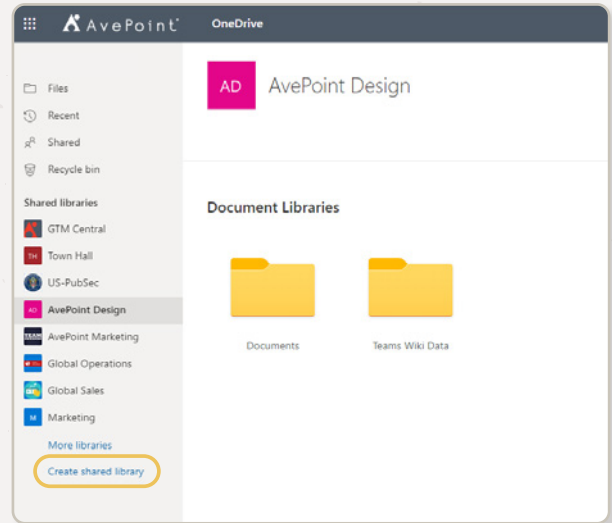 AvePoint
OneDrive
Files
Recent
Shared
Recycle bin
Shared libraries
GTM Central
TH
Town Hall
US-PubSec
AD
AvePoint Design
TEAM
AvePoint Marketing
Global Operations
Global Sales
M
Marketing
More libraries
Create shared library
AD
AvePoint Design
Document Libraries
Documents
Teams Wiki Data